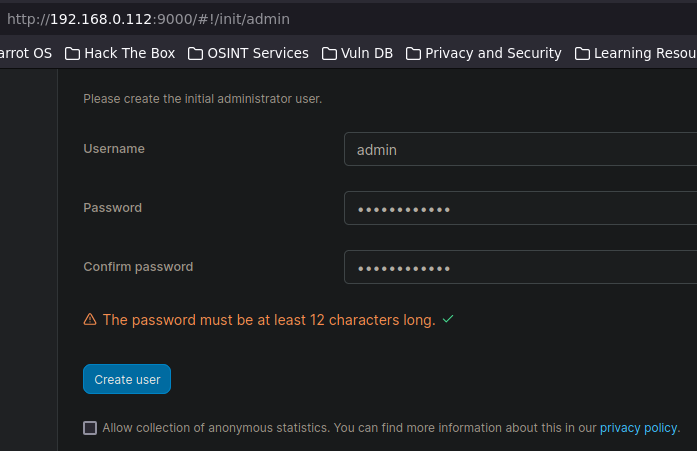 http://192.168.0.112:9000/#!/init/admin
arrot OS Hack The Box OSINT Services Vuln DB Privacy and Security Learning Resou
Please create the initial administrator user.
Username admin
Password ••••••••••••
Confirm password ••••••••••••
The password must be at least 12 characters long.
Create user
Allow collection of anonymous statistics. You can find more information about this in our privacy policy.